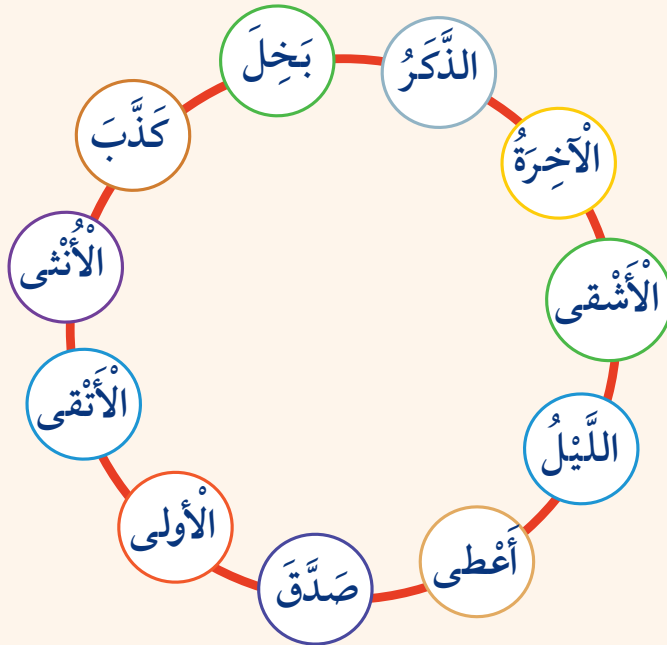 الذَّكَرُ
بَخِلَ
الْآخِرَةُ
كَذَّبَ
الْأُنْثى
الْأَشْقى
الْأَتْقى
اللَّيْلُ
الْأولى
أَعْطى
صَدَّقَ